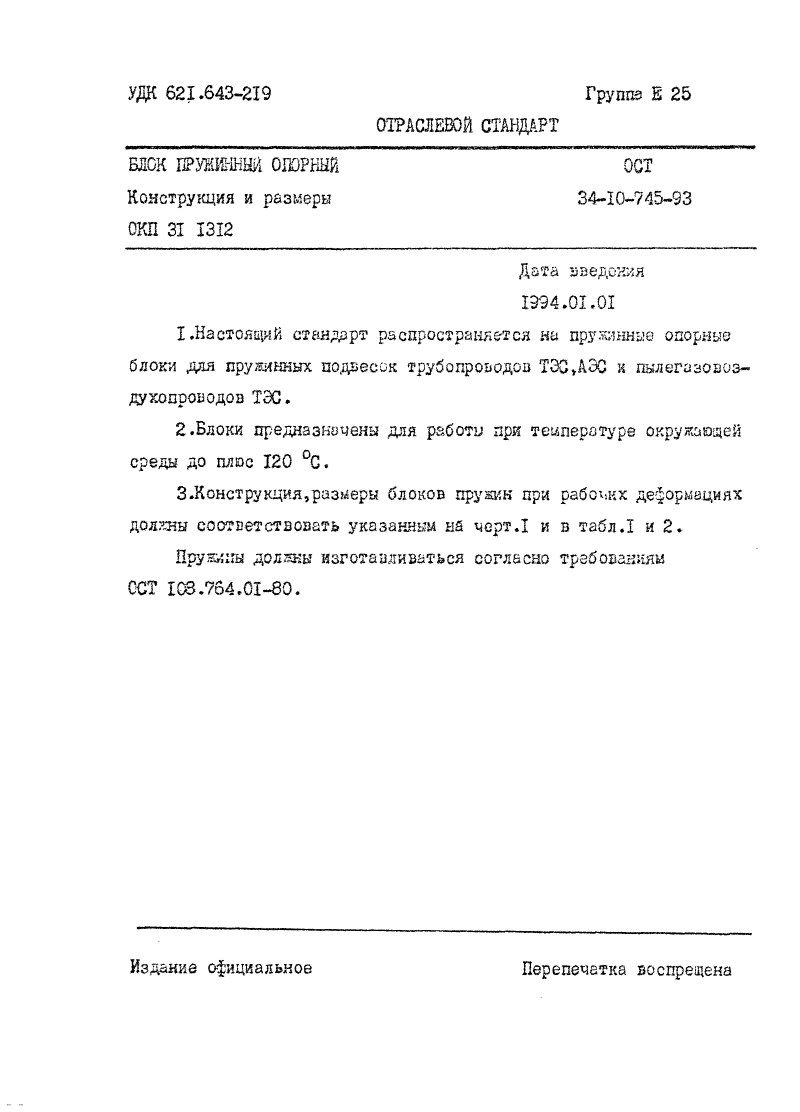 УДК 621.643-219 Группа Е 25
ОТРАСЛЕВОЙ СТАНДАРТ
БЛОК ПРУЖИННЫЙ ОПОРНЫЙ ОСТ
Конструкция и размеры 34-10-745-93
ОКП 31 1312
Дата введения
1994.01.01
1.Настоящий стандарт распространяется на пружинные опорные
блоки для пружинных подвесок трубопроводов ТЭС,АЭС и пылегазовоз-
духопроводов ТЭС.
2.Блоки предназначены для работы при температуре окружающей
среды до плюс 120 °С.
3.Конструкция,размеры блоков пружин при рабочих деформациях
должны соответствовать указанным на черт.1 и в табл.1 и 2.
Пружины должны изготавливаться согласно требованиям
ОСТ 108.764.01-80.
Издание официальное Перепечатка воспрещена